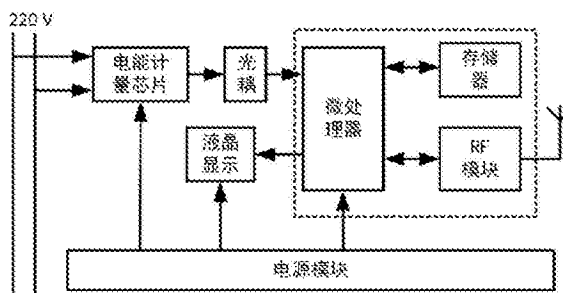 220 V
电能计
量芯片
光
耦
微处
理器
存储
器
液晶
显示
RF
模块
电源模块